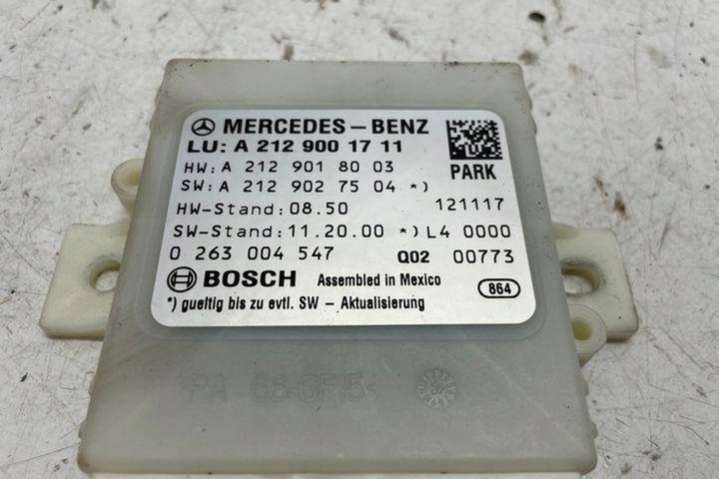 MERCEDES-BENZ
LU: A 212 900 17 11
HW: A 212 901 80 03
PARK
SW: A 212 902 75 04 *)
HW-Stand: 08.50 121117
SW-Stand: 11.20.00 *) L4 0000
0 263 004 547 Q02 00773
BOSCH Assembled in Mexico 864
*) gueltig bis zu evtl. SW - Aktualisierung